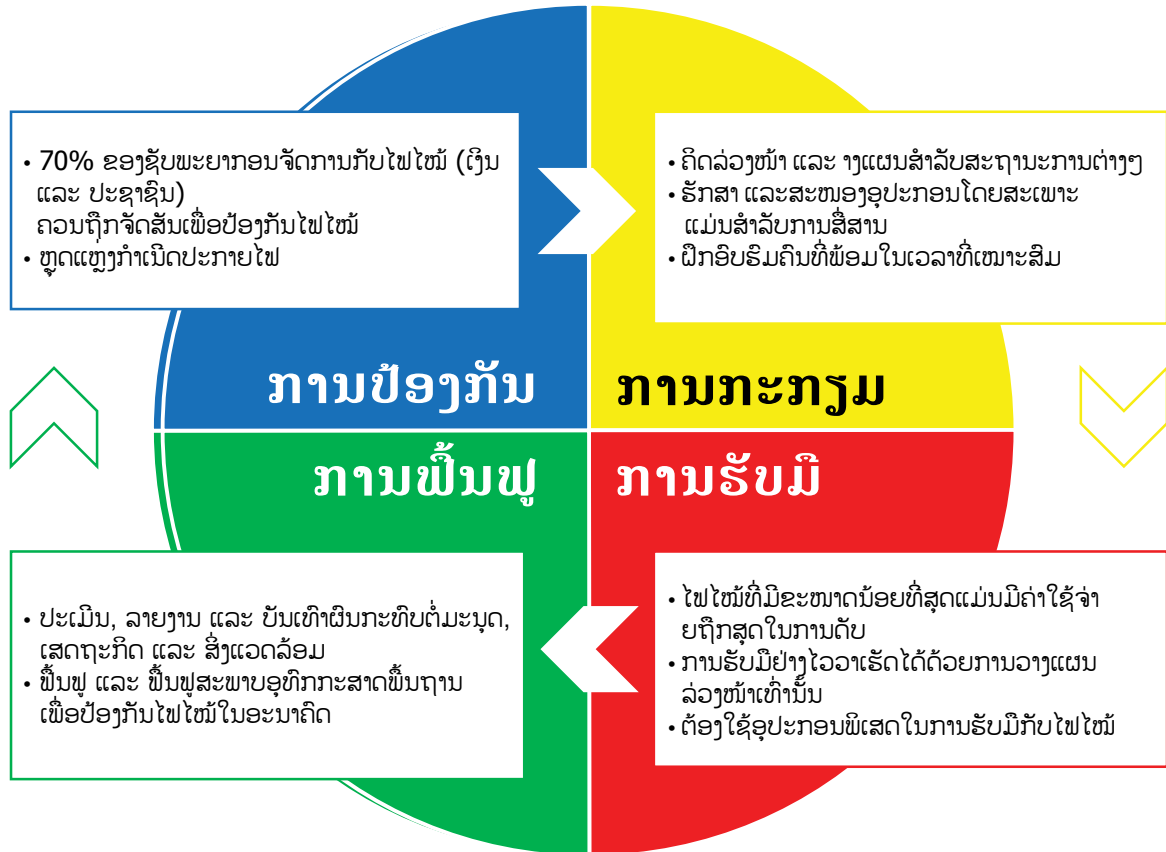 • 70% ຂອງຊັບພະຍາກອນຈັດການກັບໄຟໄໝ້ (ເງິນ
ແລະ ປະຊາຊົນ)
ຄວນຖືກຈັດສັນເພື່ອປ້ອງກັນໄຟໄໝ້
• ຫຼຸດແຫຼ່ງກຳເນີດປະກາຍໄຟ
ການປ້ອງກັນ
• ຄິດລ່ວງໜ້າ ແລະ າງແຜນສຳລັບສະຖານະການຕ່າງໆ
• ຮັກສາ ແລະສະໜອງອຸປະກອນໂດຍສະເພາະ
ແມ່ນສຳລັບການສື່ສານ
• ຝຶກອົບຮົມຄົນທີ່ພ້ອມໃນເວລາທີ່ເໝາະສົມ
ການກະກຽມ
ການຟື້ນຟູ
• ປະເມີນ, ລາຍງານ ແລະ ບັນເທົາຜົນກະທົບຕໍ່ມະນຸດ,
ເສດຖະກິດ ແລະ ສິ່ງແວດລ້ອມ
• ຟື້ນຟູ ແລະ ຟື້ນຟູສະພາບອຸທົກກະສາດພື້ນຖານ
ເພື່ອປ້ອງກັນໄຟໄໝ້ໃນອະນາຄົດ
ການຮັບມື
• ໄຟໄໝ້ທີ່ມີຂະໜາດນ້ອຍທີ່ສຸດແມ່ນມີຄ່າໃຊ້ຈ່າ
ຍຖືກສຸດໃນການດັບ
• ການຮັບມືຢ່າງໄວວາເຮັດໄດ້ດ້ວຍການວາງແຜນ
ລ່ວງໜ້າເທົ່ານັ້ນ
• ຕ້ອງໃຊ້ອຸປະກອນພິເສດໃນການຮັບມືກັບໄຟໄໝ້